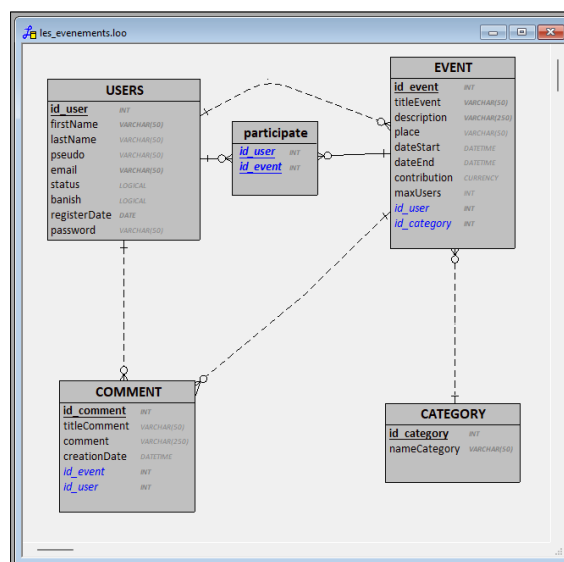 les_evenements.loo
USERS
id_user INT
firstName VARCHAR(50)
lastName VARCHAR(50)
pseudo VARCHAR(50)
email VARCHAR(50)
status LOGICAL
banish LOGICAL
registerDate DATE
password VARCHAR(50)
participate
id_user INT
id_event INT
EVENT
id_event INT
titleEvent VARCHAR(50)
description VARCHAR(250)
place VARCHAR(50)
dateStart DATETIME
dateEnd DATETIME
contribution CURRENCY
maxUsers INT
id_user INT
id_category INT
COMMENT
id_comment INT
titleComment VARCHAR(50)
comment VARCHAR(250)
creationDate DATETIME
id_event INT
id_user INT
CATEGORY
id_category INT
nameCategory VARCHAR(50)